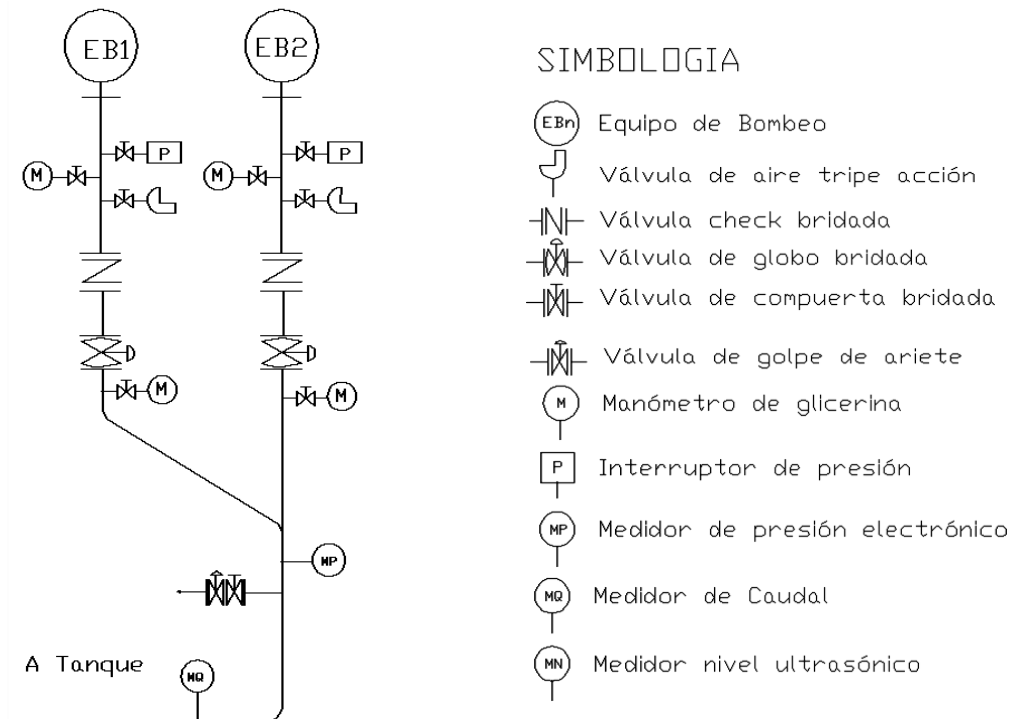 EB1
EB2
P
P
M
M
M
M
MP
A Tanque
MQ
SIMBOLOGIA
EBn Equipo de Bombeo
Válvula de aire tripe acción
Válvula check bridada
Válvula de globo bridada
Válvula de compuerta bridada
Válvula de golpe de ariete
M Manómetro de glicerina
P Interruptor de presión
MP Medidor de presión electrónico
MQ Medidor de Caudal
MN Medidor nivel ultrasónico